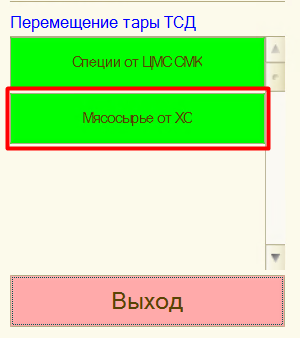 Перемещение тары ТСД
Специи от ЦМС СМК
Мясосырье от ХС
Выход